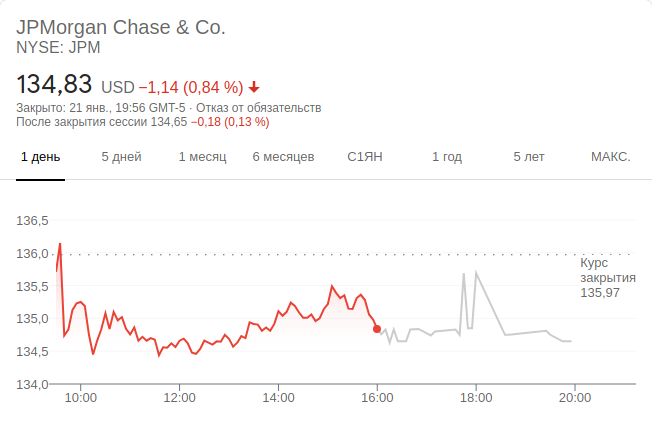 JPMorgan Chase & Co.
NYSE: JPM
134,83 USD −1,14 (0,84 %)
Закрыто: 21 янв., 19:56 GMT-5 · Отказ от обязательств
После закрытия сессии 134,65 −0,18 (0,13 %)
1 день 5 дней 1 месяц 6 месяцев С1ЯН 1 год 5 лет МАКС.
136,5
136,0
Курс
закрытия
135,97
135,5
135,0
134,5
134,0
10:00 12:00 14:00 16:00 18:00 20:00